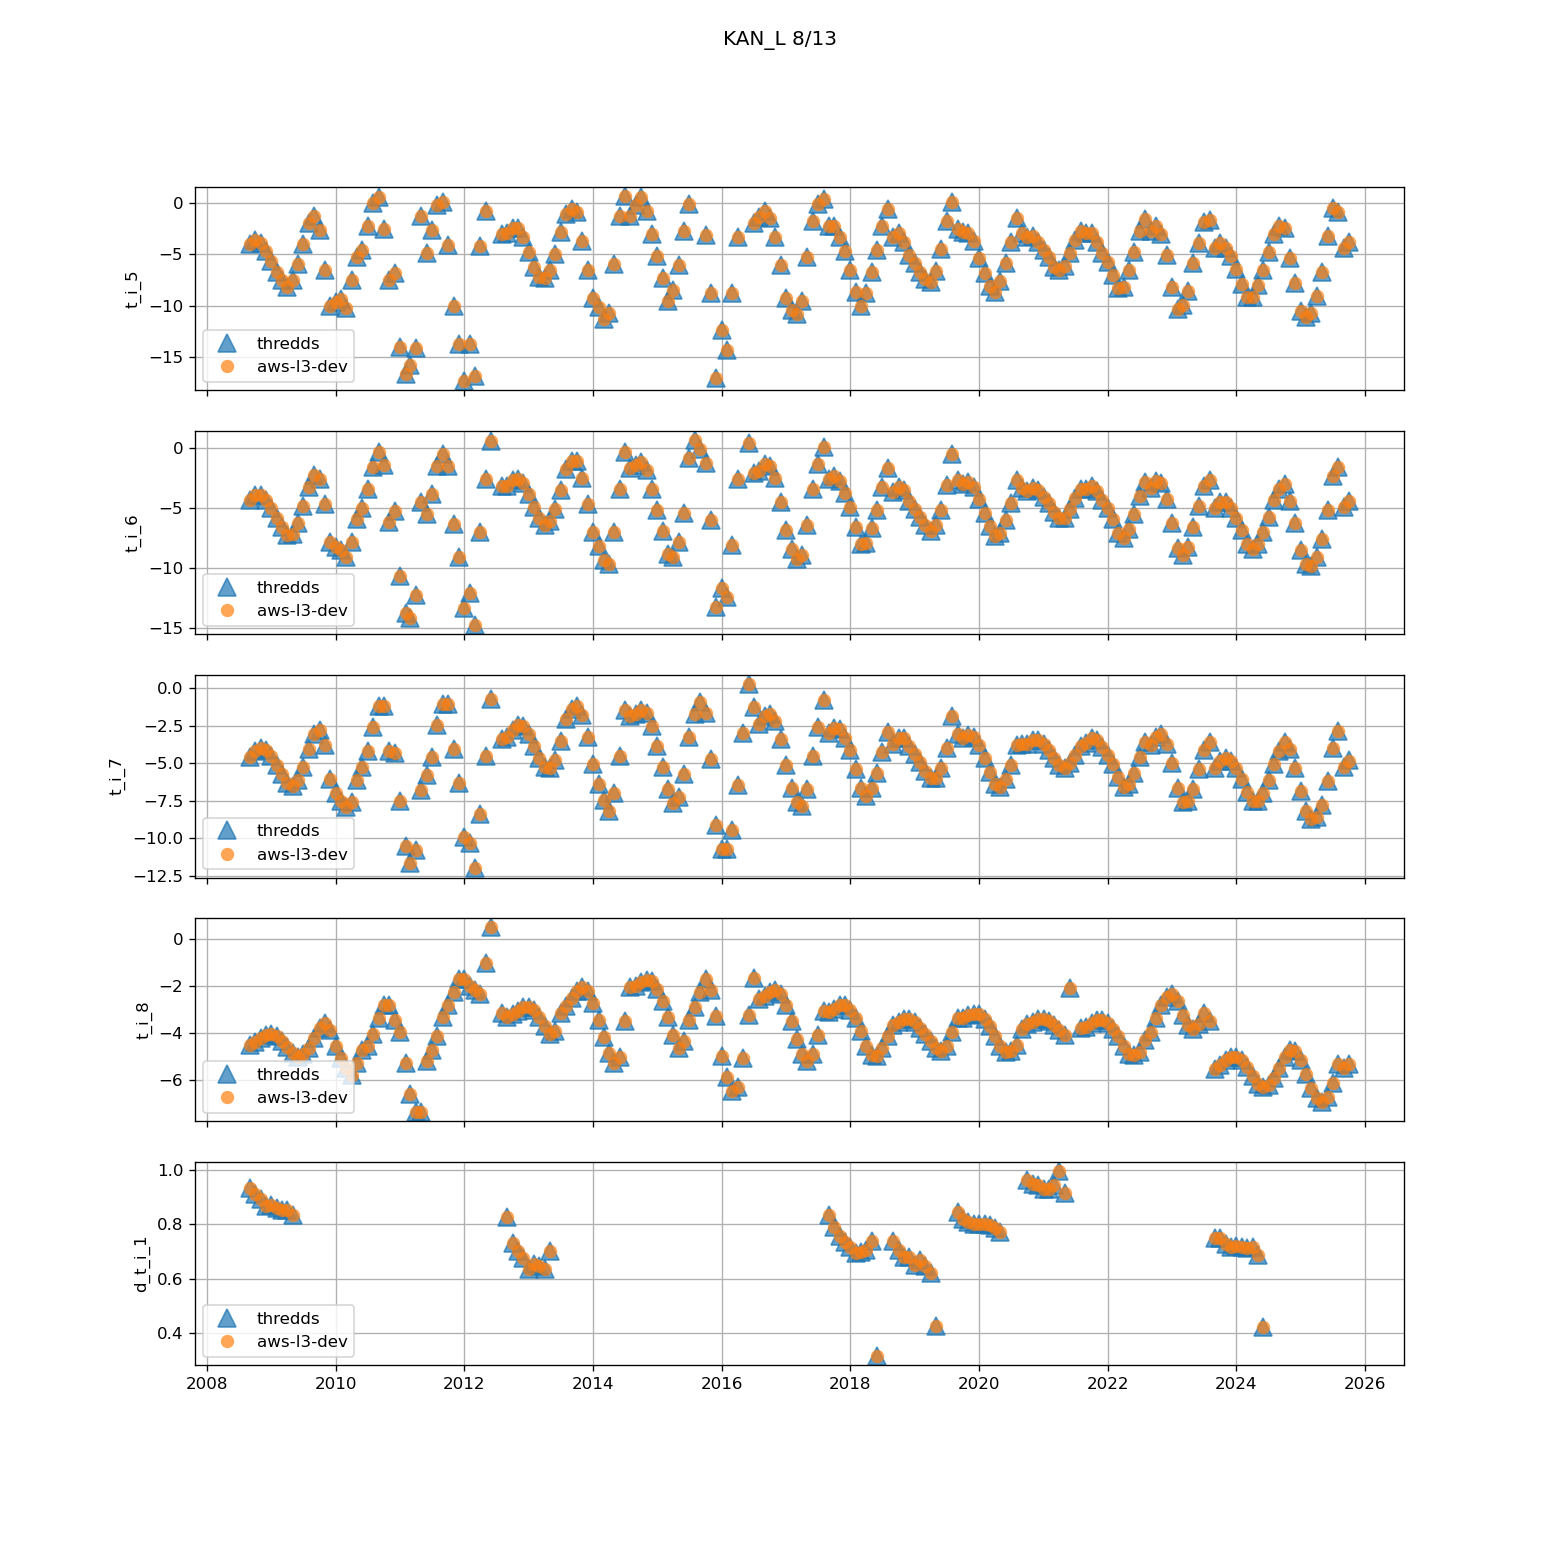 KAN_L 8/13
0
−5
−10
−15
t_i_5
thredds
aws-l3-dev
0
−5
−10
−15
t_i_6
thredds
aws-l3-dev
0.0
−2.5
−5.0
−7.5
−10.0
−12.5
t_i_7
thredds
aws-l3-dev
0
−2
−4
−6
t_i_8
thredds
aws-l3-dev
1.0
0.8
0.6
0.4
d_t_i_1
thredds
aws-l3-dev
2008 2010 2012 2014 2016 2018 2020 2022 2024 2026